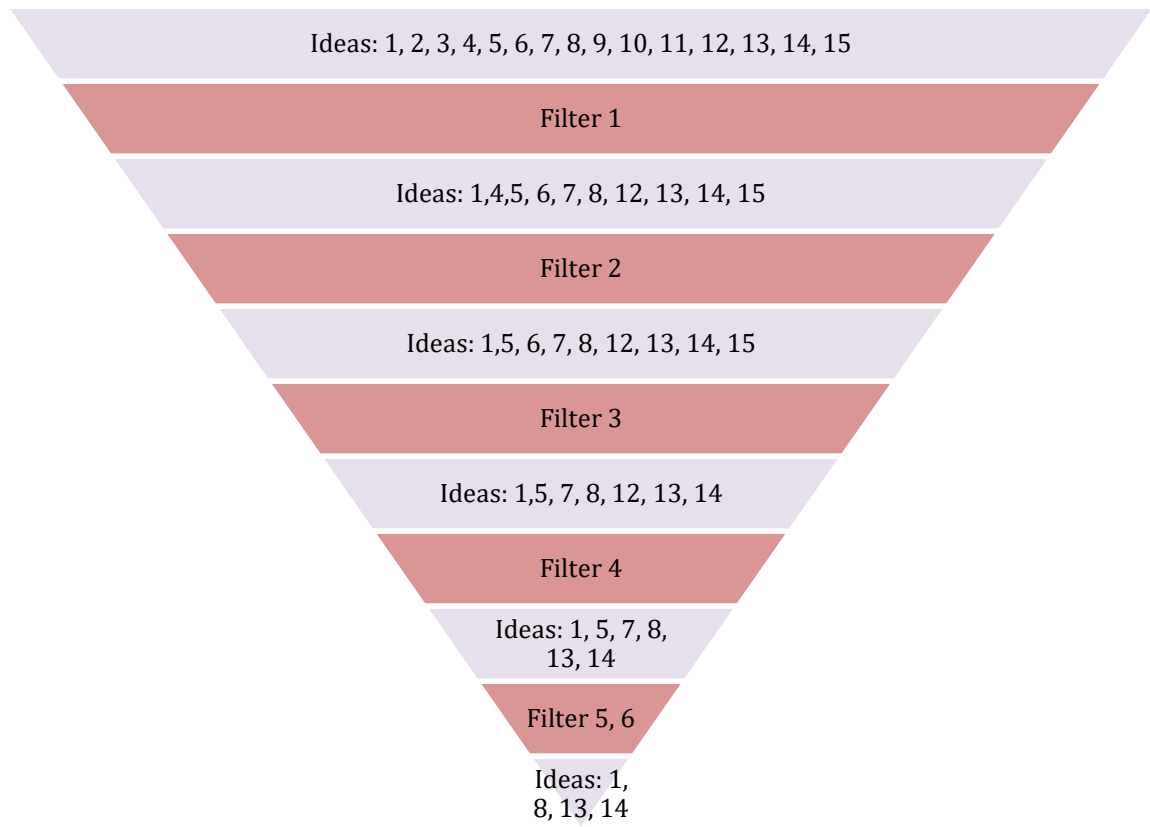 Ideas: 1, 2, 3, 4, 5, 6, 7, 8, 9, 10, 11, 12, 13, 14, 15
Filter 1
Ideas: 1,4,5, 6, 7, 8, 12, 13, 14, 15
Filter 2
Ideas: 1,5, 6, 7, 8, 12, 13, 14, 15
Filter 3
Ideas: 1,5, 7, 8, 12, 13, 14
Filter 4
Ideas: 1, 5, 7, 8,
13, 14
Filter 5, 6
Ideas: 1,
8, 13, 14